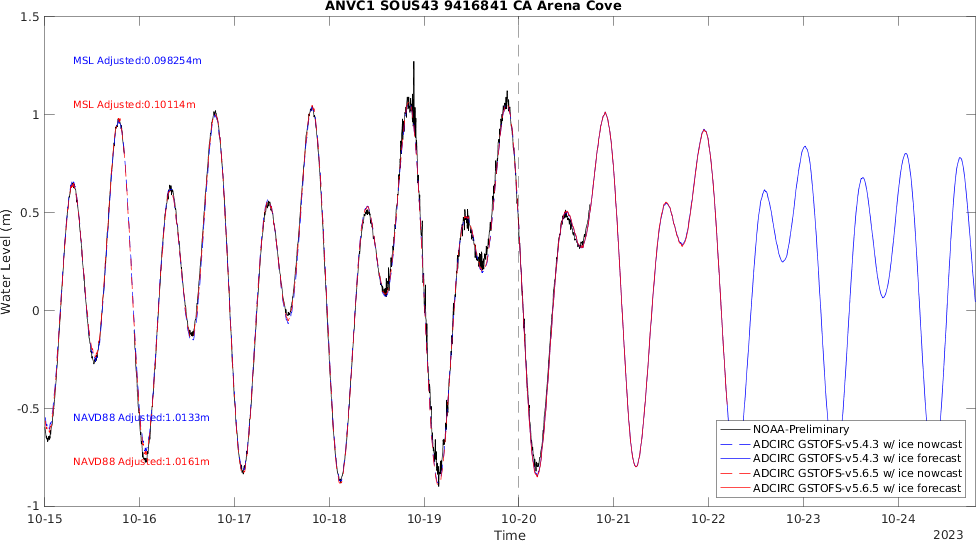 ANVC1 SOUS43 9416841 CA Arena Cove
1.5
1
0.5
0
-0.5
-1
Water Level (m)
MSL Adjusted:0.098254m
MSL Adjusted:0.10114m
NAVD88 Adjusted:1.0133m
NAVD88 Adjusted:1.0161m
NOAA-Preliminary
ADCIRC GSTOFS-v5.4.3 w/ ice nowcast
ADCIRC GSTOFS-v5.4.3 w/ ice forecast
ADCIRC GSTOFS-v5.6.5 w/ ice nowcast
ADCIRC GSTOFS-v5.6.5 w/ ice forecast
10-15 10-16 10-17 10-18 10-19 10-20 10-21 10-22 10-23 10-24
Time
2023